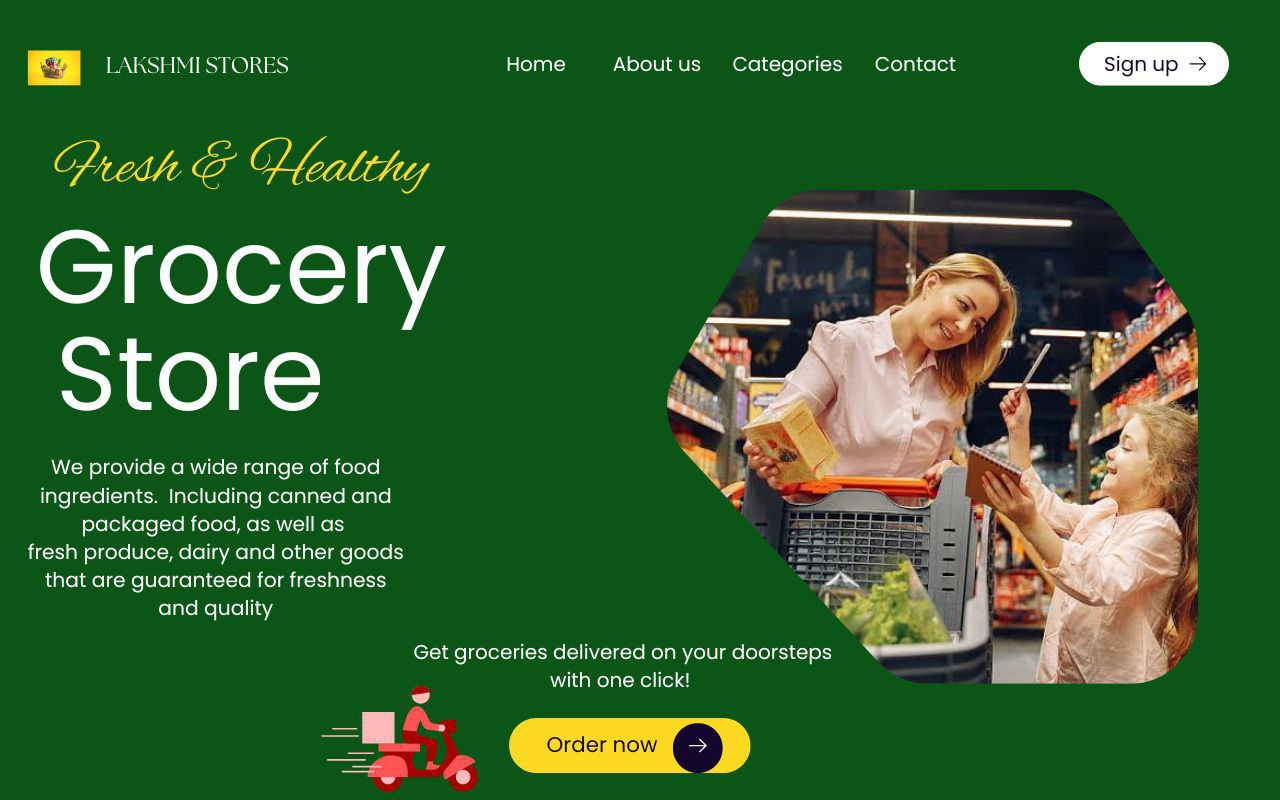 LAKSHMI STORES
Home About us Categories Contact
Sign up
Fresh & Healthy
Grocery
Store
We provide a wide range of food
ingredients. Including canned and
packaged food, as well as
fresh produce, dairy and other goods
that are guaranteed for freshness
and quality
Get groceries delivered on your doorsteps
with one click!
Order now